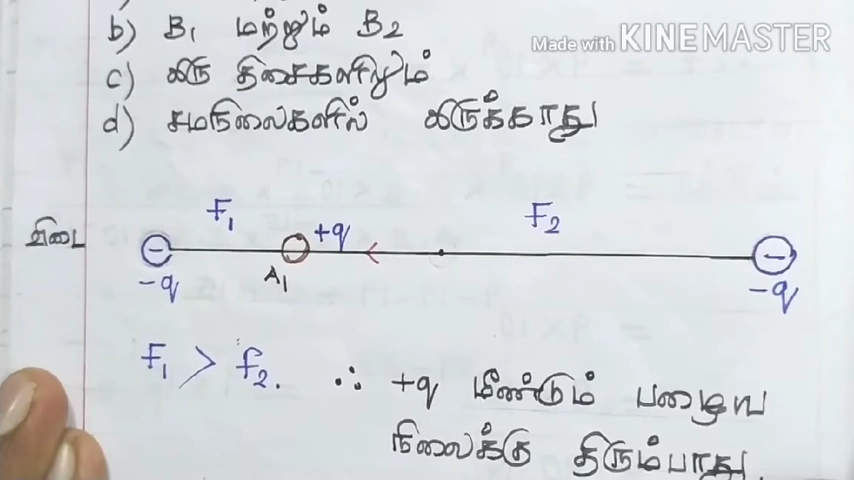 Made with KINEMASTER
b) B₁ மற்றும் B₂
c) இரு திசைகளிலும்
d) சமநிலைகளில் இருக்காது
விடை
F₁ +q F₂
-q A₁ -q
F₁ > F₂. ∴ +q மீண்டும் பழைய
நிலைக்கு திரும்பாது.